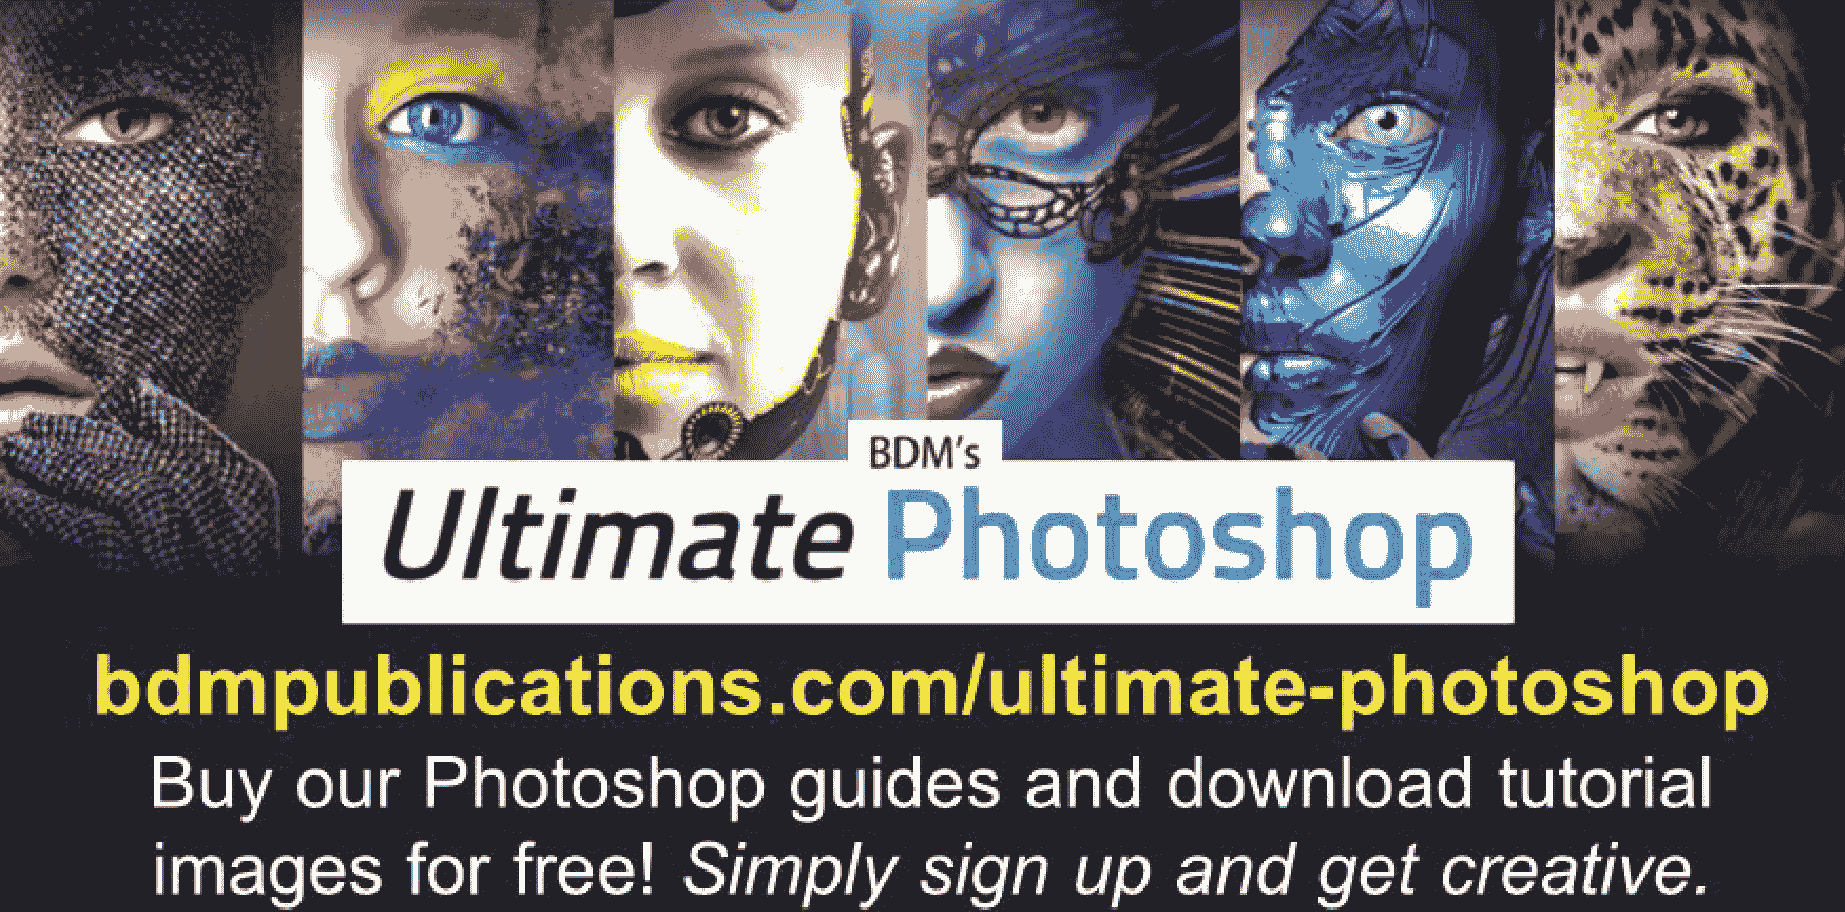 BDM's
Ultimate Photoshop
bdmpublications.com/ultimate-photoshop
Buy our Photoshop guides and download tutorial
images for free! Simply sign up and get creative.